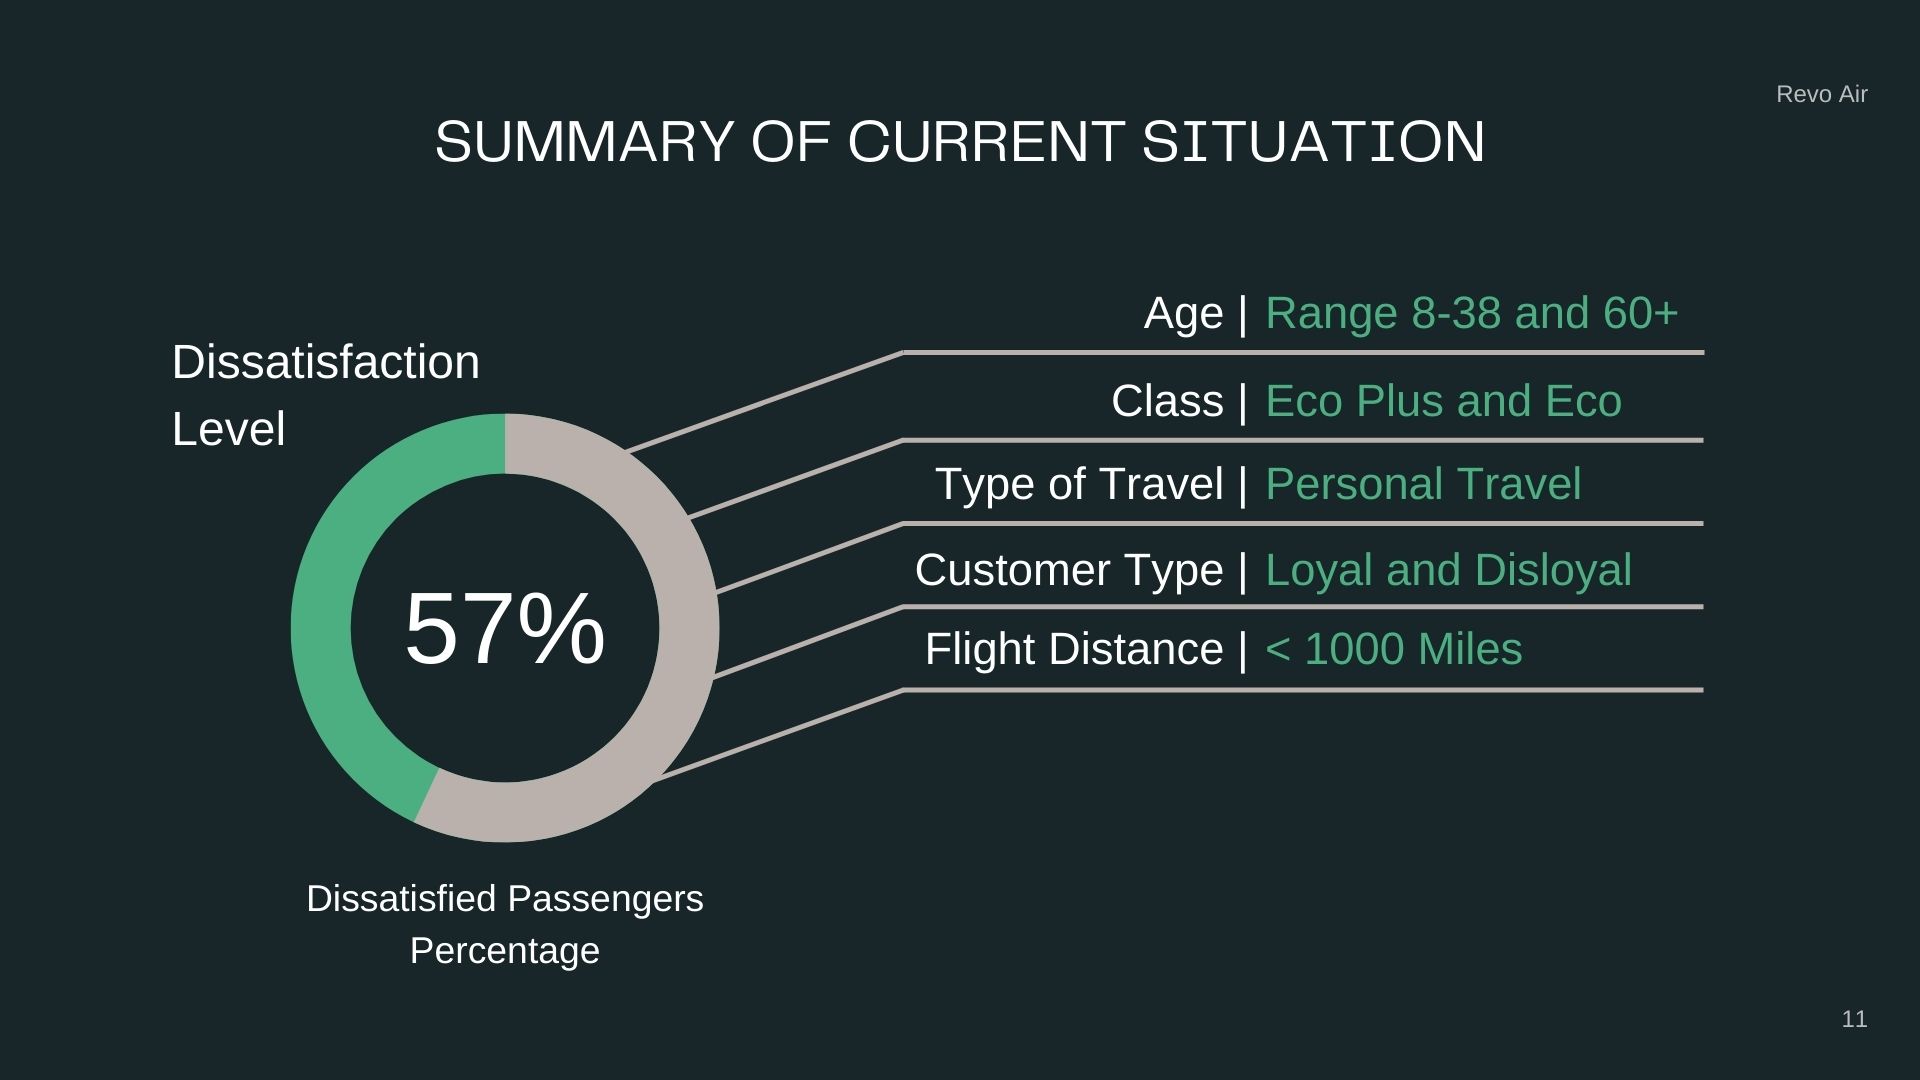 Revo Air
SUMMARY OF CURRENT SITUATION
Dissatisfaction
Level
57%
Dissatisfied Passengers
Percentage
Age | Range 8-38 and 60+
Class | Eco Plus and Eco
Type of Travel | Personal Travel
Customer Type | Loyal and Disloyal
Flight Distance | < 1000 Miles
11